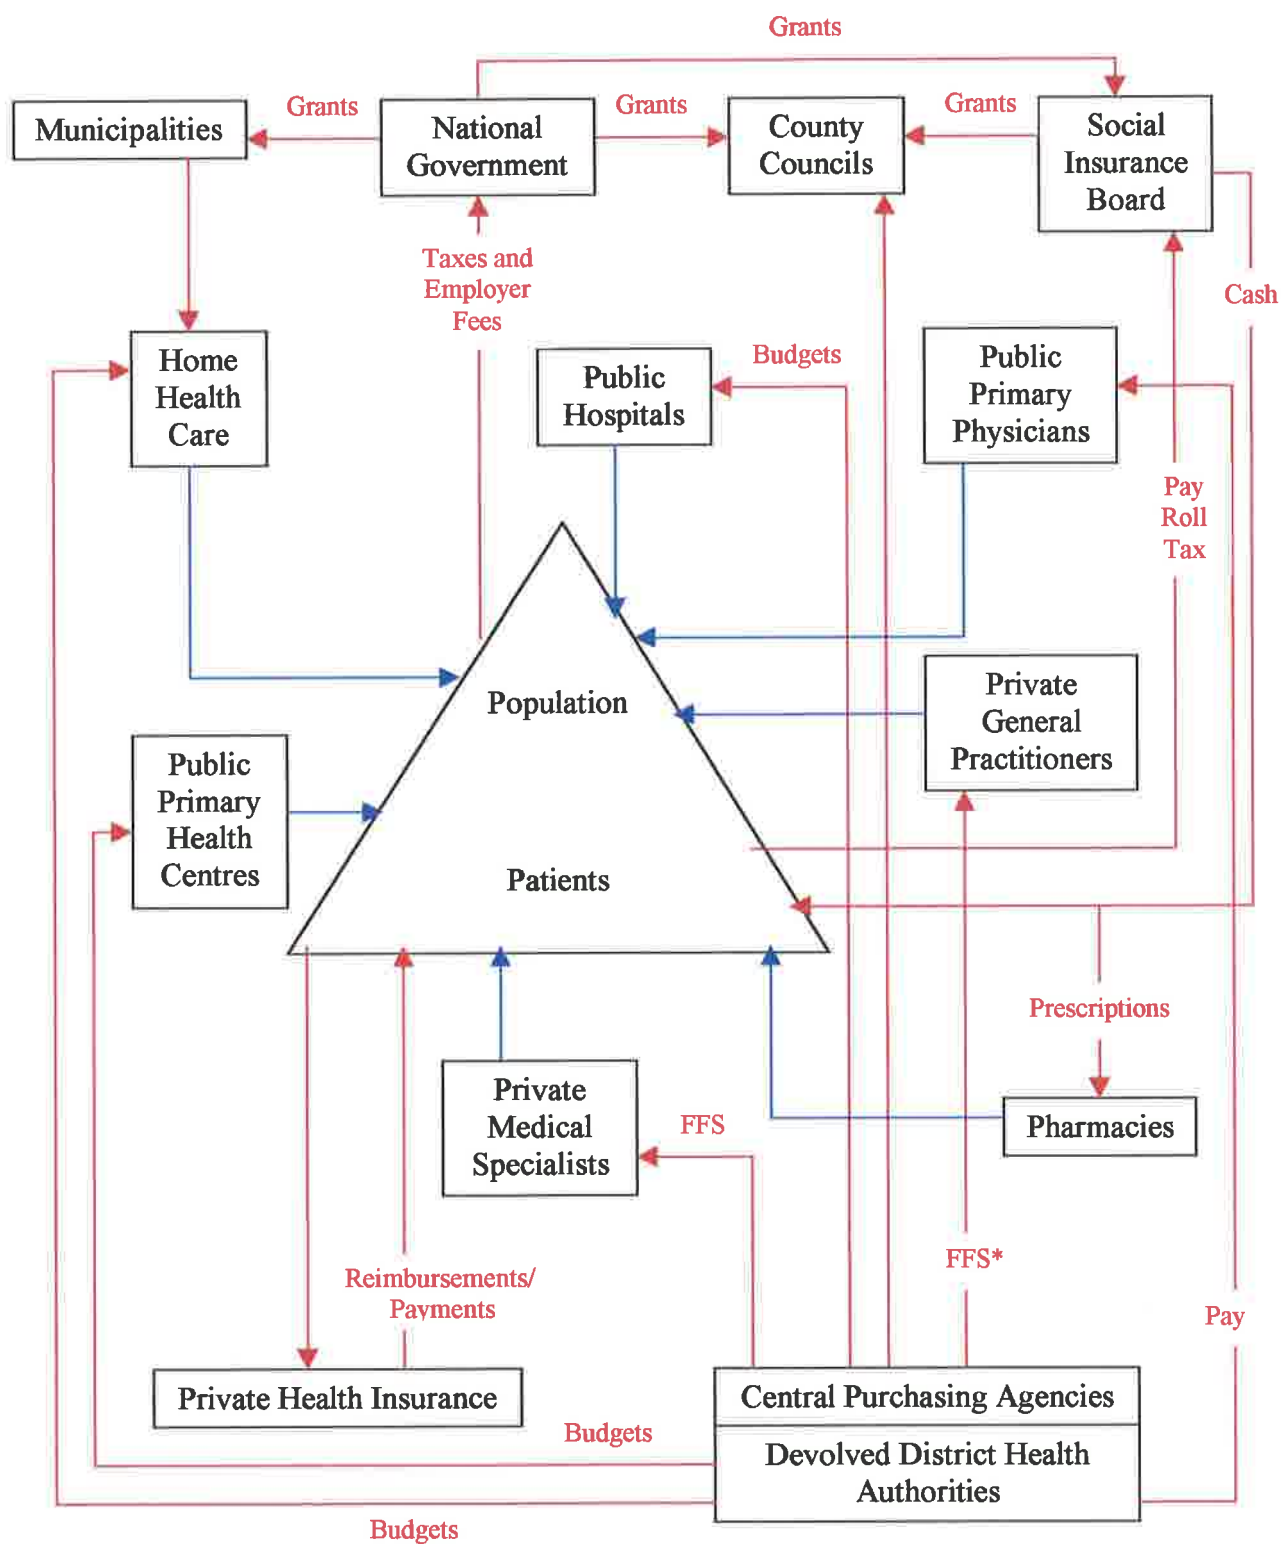 Grants
Municipalities
Grants
National
Government
Grants
County
Councils
Grants
Social
Insurance
Board
Taxes and
Employer
Fees
Cash
Home
Health
Care
Public
Hospitals
Budgets
Public
Primary
Physicians
Pay
Roll
Tax
Population
Private
General
Practitioners
Public
Primary
Health
Centres
Patients
Prescriptions
Private
Medical
Specialists
FFS
Pharmacies
Reimbursements/
Payments
FFS*
Pay
Private Health Insurance
Central Purchasing Agencies
Budgets
Devolved District Health
Authorities
Budgets